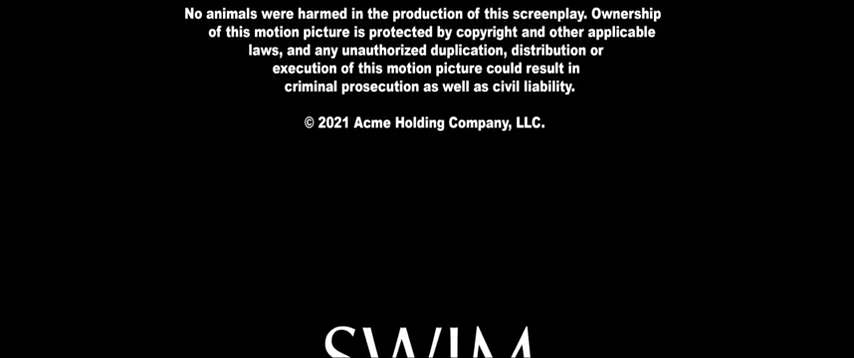 No animals were harmed in the production of this screenplay. Ownership
of this motion picture is protected by copyright and other applicable
laws, and any unauthorized duplication, distribution or
execution of this motion picture could result in
criminal prosecution as well as civil liability.
© 2021 Acme Holding Company, LLC.
SWIM